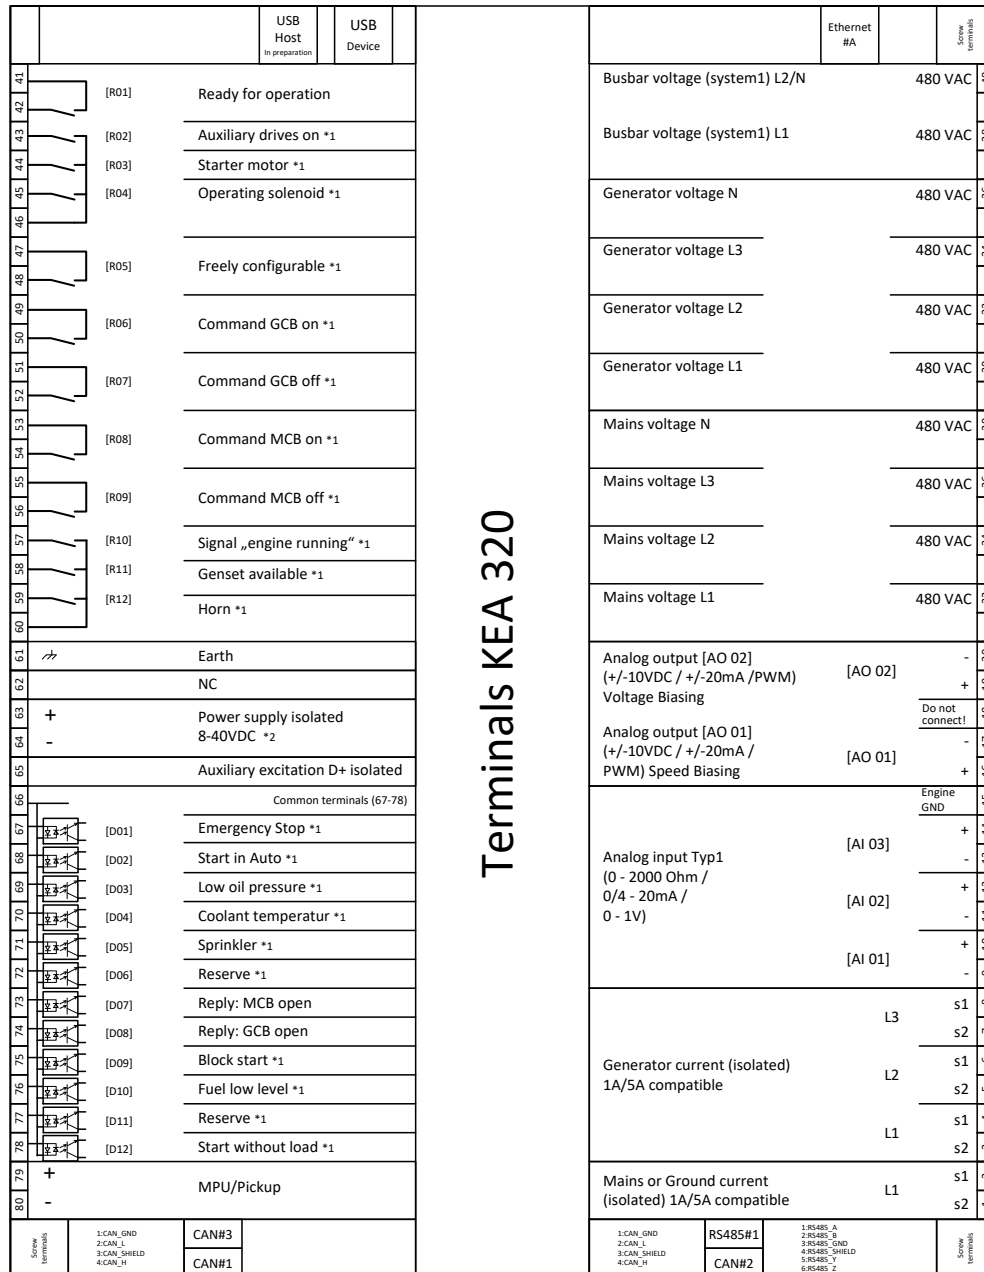 USB
Host
In preparation
USB
Device
41
42
[R01]
Ready for operation
43
[R02]
Auxiliary drives on *1
44
[R03]
Starter motor *1
45
[R04]
Operating solenoid *1
46
47
[R05]
Freely configurable *1
48
49
[R06]
Command GCB on *1
50
51
[R07]
Command GCB off *1
52
53
[R08]
Command MCB on *1
54
55
[R09]
Command MCB off *1
56
57
[R10]
Signal „engine running“ *1
58
[R11]
Genset available *1
59
[R12]
Horn *1
60
61
Earth
62
NC
63
+
Power supply isolated
8-40VDC *2
64
-
65
Auxiliary excitation D+ isolated
66
Common terminals (67-78)
67
[D01]
Emergency Stop *1
68
[D02]
Start in Auto *1
69
[D03]
Low oil pressure *1
70
[D04]
Coolant temperatur *1
71
[D05]
Sprinkler *1
72
[D06]
Reserve *1
73
[D07]
Reply: MCB open
74
[D08]
Reply: GCB open
75
[D09]
Block start *1
76
[D10]
Fuel low level *1
77
[D11]
Reserve *1
78
[D12]
Start without load *1
79
+
MPU/Pickup
80
-
Screw
terminals
1:CAN_GND
2:CAN_L
3:CAN_SHIELD
4:CAN_H
CAN#3
CAN#1
Terminals KEA 320
Ethernet
#A
Screw
terminals
Busbar voltage (system1) L2/N
480 VAC
Busbar voltage (system1) L1
480 VAC
Generator voltage N
480 VAC
Generator voltage L3
480 VAC
Generator voltage L2
480 VAC
Generator voltage L1
480 VAC
Mains voltage N
480 VAC
Mains voltage L3
480 VAC
Mains voltage L2
480 VAC
Mains voltage L1
480 VAC
Analog output [AO 02]
(+/-10VDC / +/-20mA /PWM)
Voltage Biasing
[AO 02]
-
+
Do not
connect!
Analog output [AO 01]
(+/-10VDC / +/-20mA /
PWM) Speed Biasing
[AO 01]
-
+
Engine
GND
Analog input Typ1
(0 - 2000 Ohm /
0/4 - 20mA /
0 - 1V)
[AI 03]
+
-
[AI 02]
+
-
[AI 01]
+
-
Generator current (isolated)
1A/5A compatible
L3
s1
s2
L2
s1
s2
L1
s1
s2
Mains or Ground current
(isolated) 1A/5A compatible
L1
s1
s2
1:CAN_GND
2:CAN_L
3:CAN_SHIELD
4:CAN_H
RS485#1
CAN#2
1:RS485_A
2:RS485_B
3:RS485_GND
4:RS485_SHIELD
5:RS485_Y
6:RS485_Z
Screw
terminals